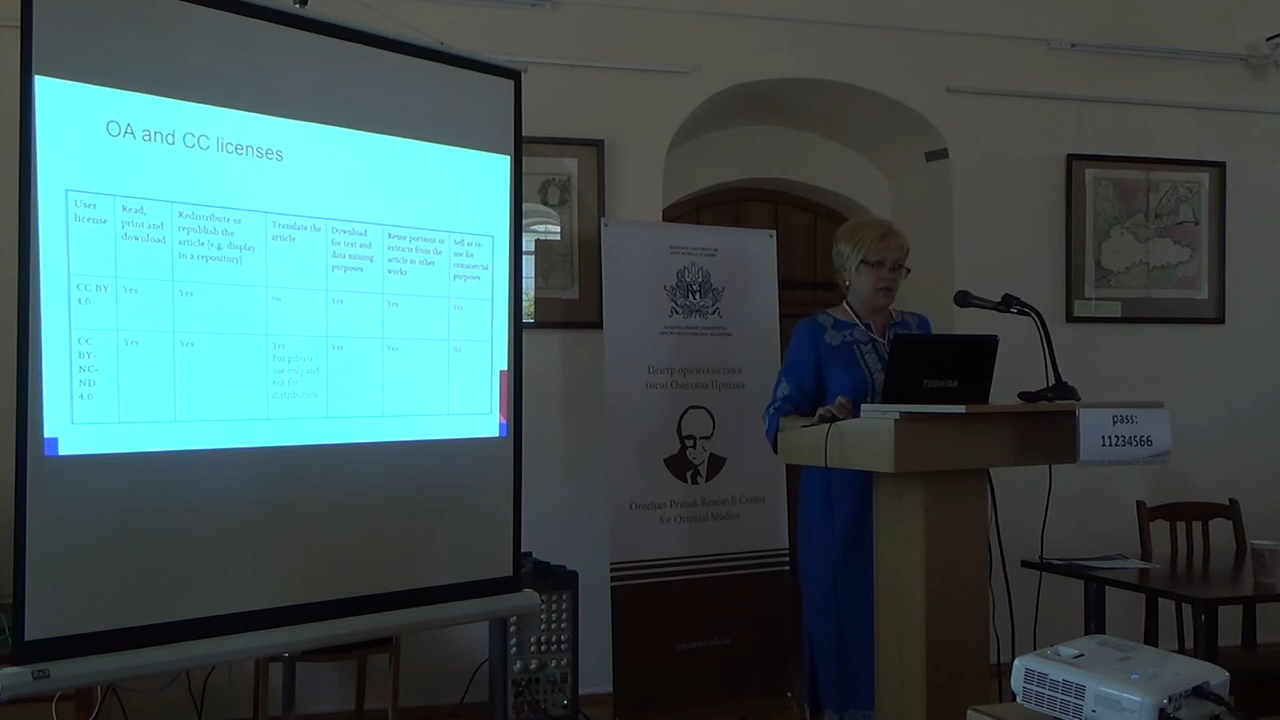 OA and CC licenses
User license
Read, print and download
Redistribute or republish the article (e.g, display in a repository)
Translate the article
Download for text and data mining purposes
Reuse portions or extracts from the article in other works
Sell or re-use for commercial purposes
CC BY 4.0
Yes
Yes
Yes
Yes
Yes
Yes
CC BY-NC-ND 4.0
Yes
Yes
Yes For private use only and not for distribution
Yes
Yes
No
NATIONAL UNIVERSITY OF
Центр орієнталістики
імені Омеляна Пріцака
Omeljan Pritsak Research Center
for Oriental Studies
TOSHIBA
pass:
11234566